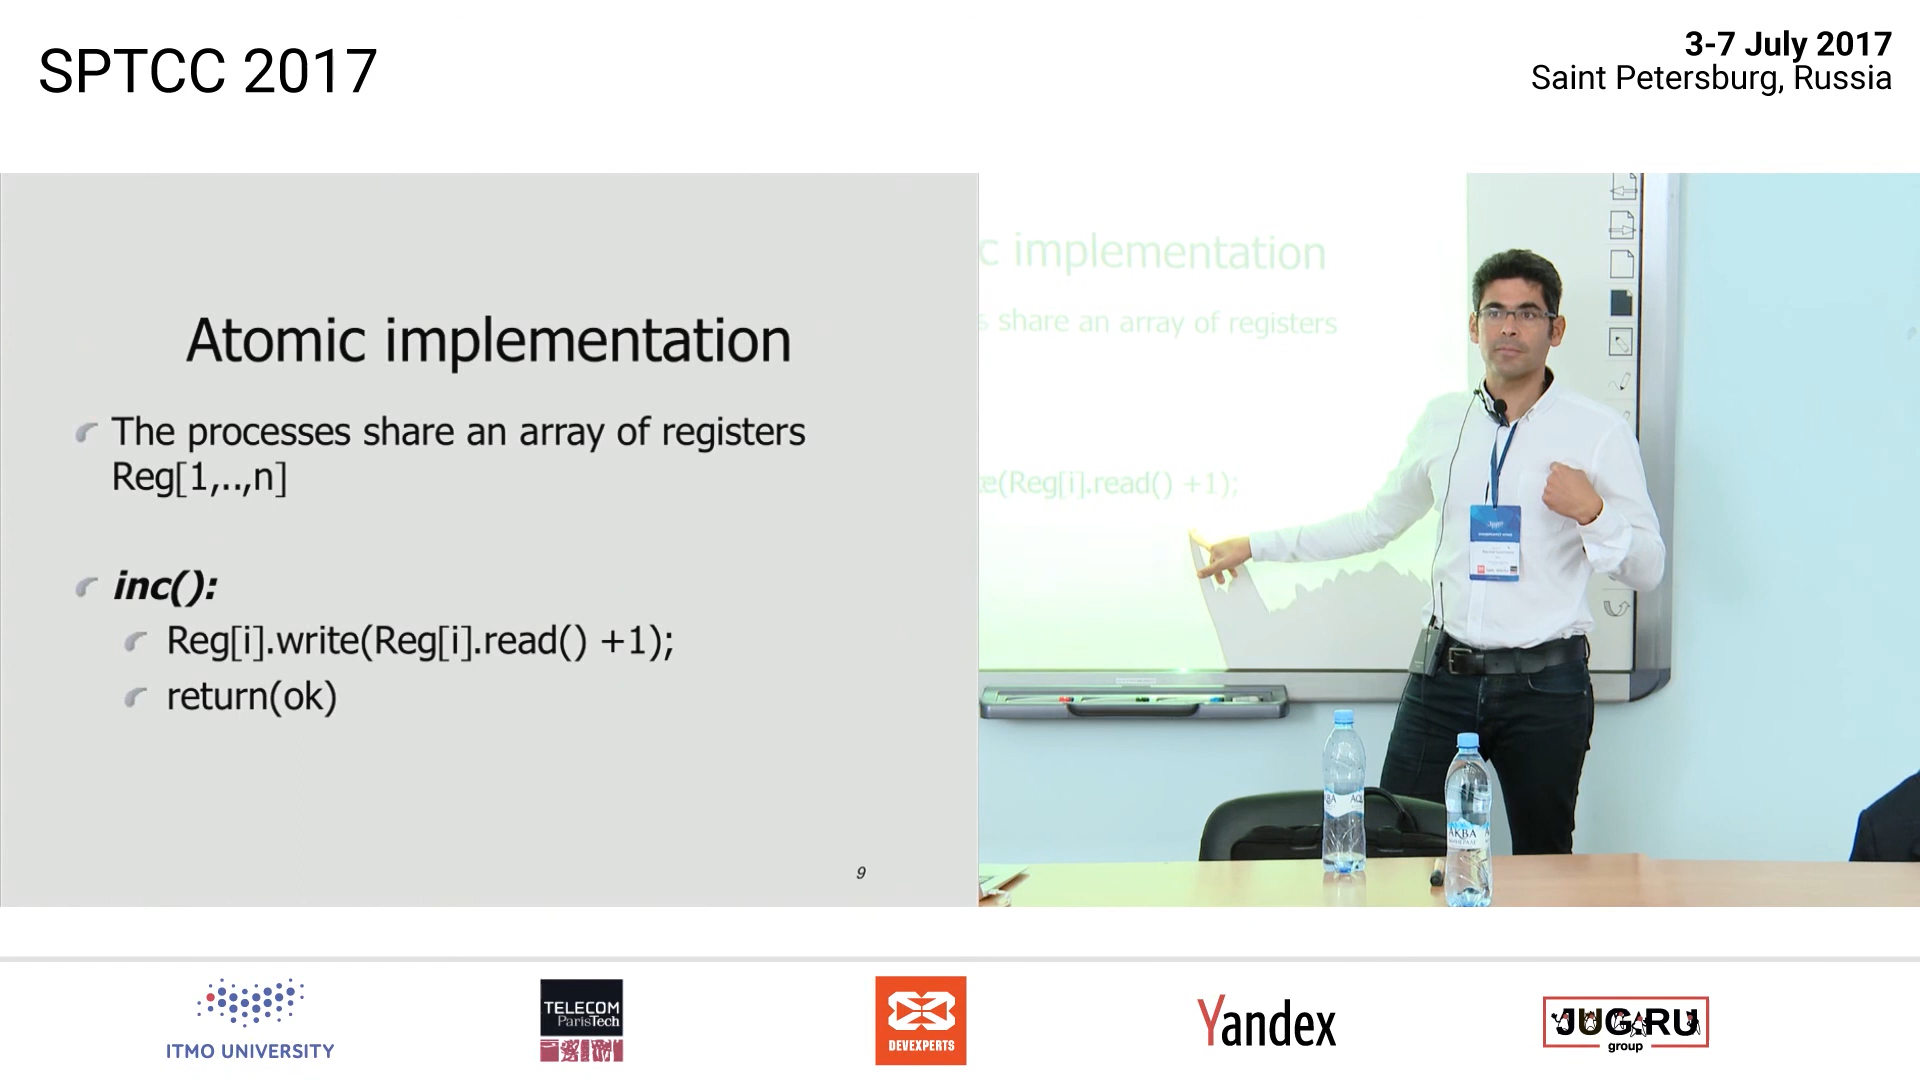 SPTCC 2017
3-7 July 2017
Saint Petersburg, Russia
Atomic implementation
The processes share an array of registers
Reg[1,..,n]
inc():
Reg[i].write(Reg[i].read() +1);
return(ok)
9
c implementation
s share an array of registers
te(Reg[i].read() +1);
АКВА
ITMO UNIVERSITY
TELECOM
ParisTech
DEVEXPERTS
Yandex
JUG.RU
group